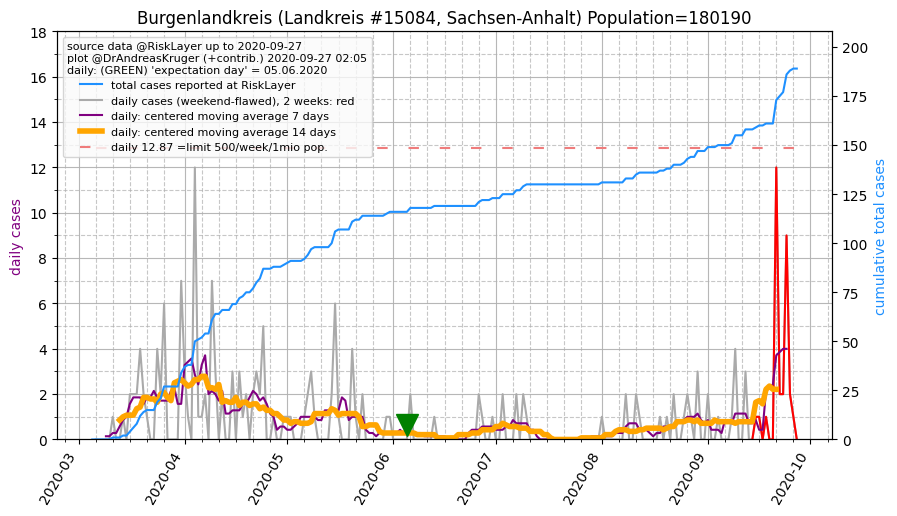 Burgenlandkreis (Landkreis #15084, Sachsen-Anhalt) Population=180190
source data @RiskLayer up to 2020-09-27
plot @DrAndreasKruger (+contrib.) 2020-09-27 02:05
daily: (GREEN) 'expectation day' = 05.06.2020
total cases reported at RiskLayer
daily cases (weekend-flawed), 2 weeks: red
daily: centered moving average 7 days
daily: centered moving average 14 days
daily 12.87 =limit 500/week/1mio pop.
daily cases
18
16
14
12
10
8
6
4
2
0
cumulative total cases
200
175
150
125
100
75
50
25
0
2020-03
2020-04
2020-05
2020-06
2020-07
2020-08
2020-09
2020-10